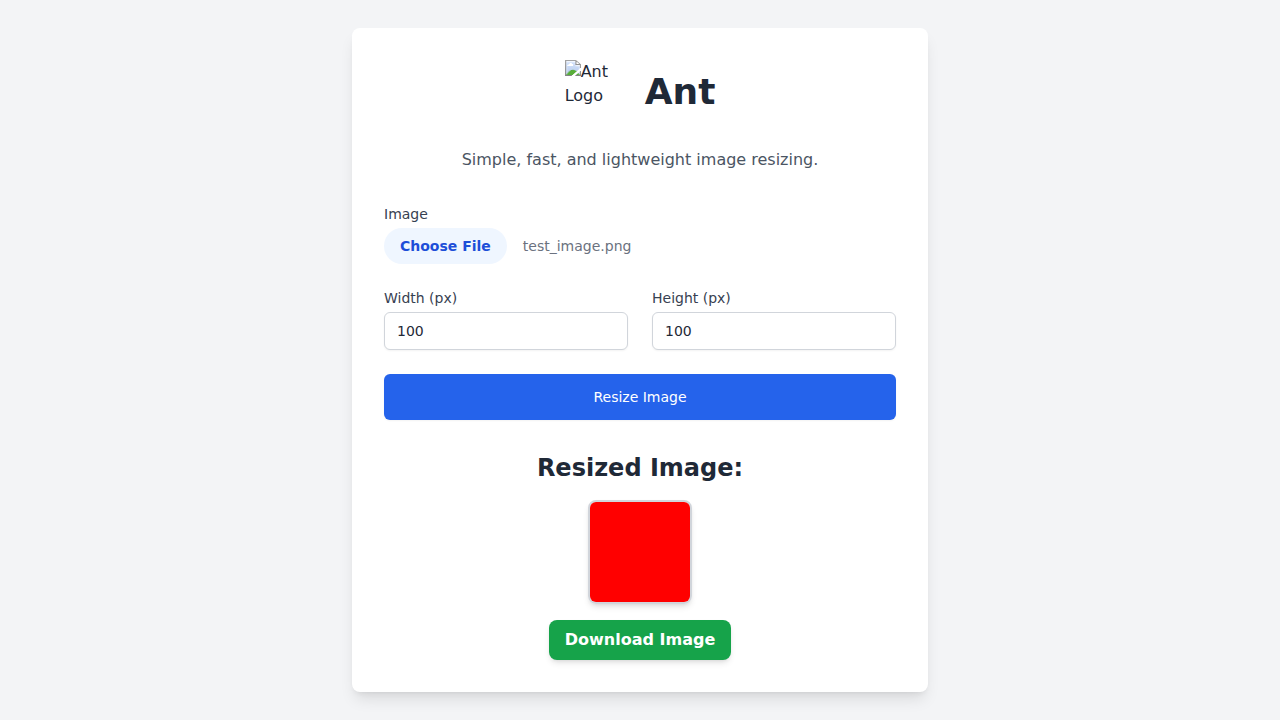 Ant
Logo
Ant
Simple, fast, and lightweight image resizing.
Image
Choose File test_image.png
Width (px) Height (px)
100 100
Resize Image
Resized Image:
Download Image